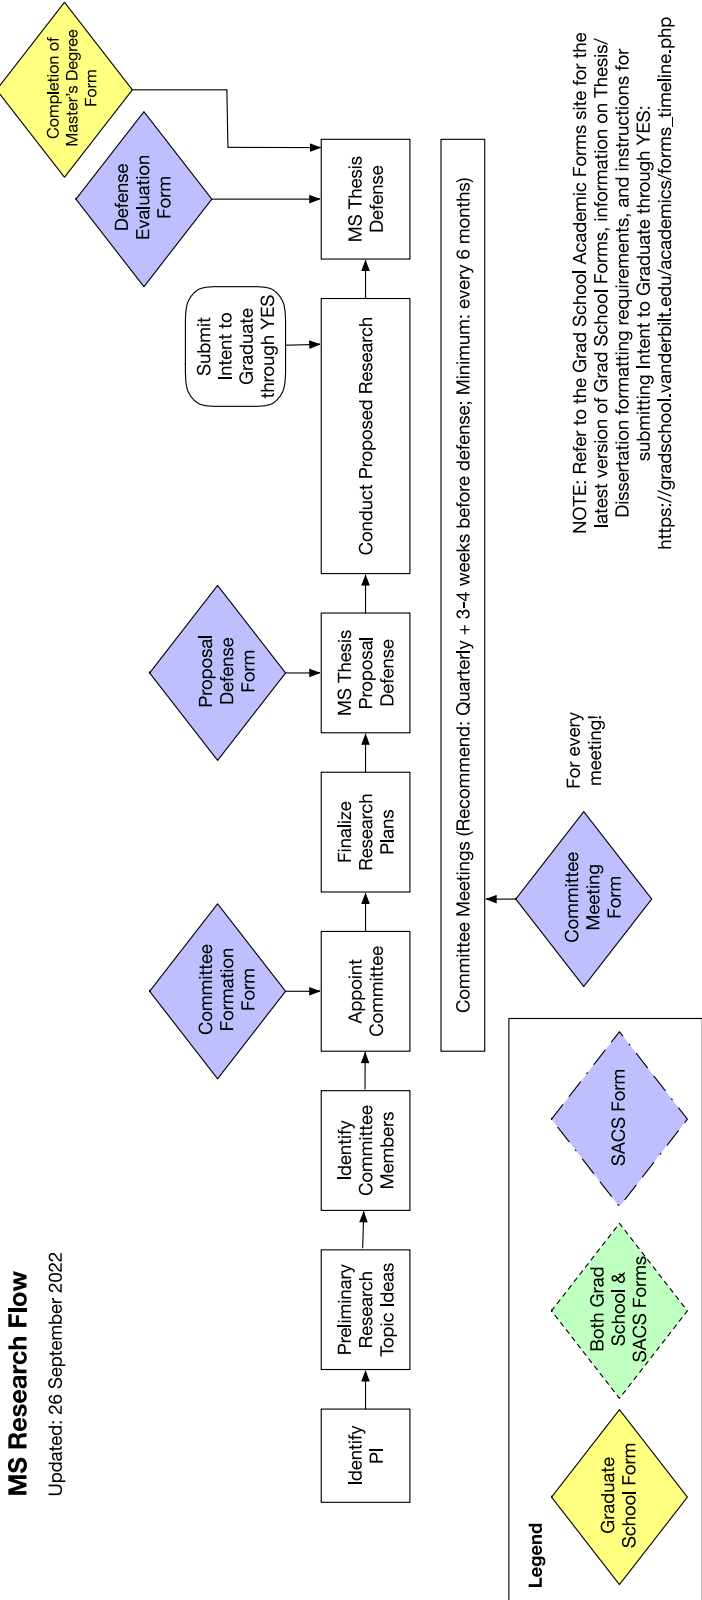 MS Research Flow
Updated: 26 September 2022
Completion of
Master's Degree
Form
Defense
Evaluation
Form
Submit
Intent to
Graduate
through YES
Proposal
Defense
Form
Committee
Formation
Form
Identify
PI
Preliminary
Research
Topic Ideas
Identify
Committee
Members
Appoint
Committee
Finalize
Research
Plans
MS Thesis
Proposal
Defense
Conduct Proposed Research
MS Thesis
Defense
Committee Meetings (Recommend: Quarterly + 3-4 weeks before defense; Minimum: every 6 months)
Committee
Meeting
Form
For every
meeting!
NOTE: Refer to the Grad School Academic Forms site for the
latest version of Grad School Forms, information on Thesis/
Dissertation formatting requirements, and instructions for
submitting Intent to Graduate through YES:
https://gradschool.vanderbilt.edu/academics/forms_timeline.php
Legend
Graduate
School Form
Both Grad
School &
SACS Forms
SACS Form